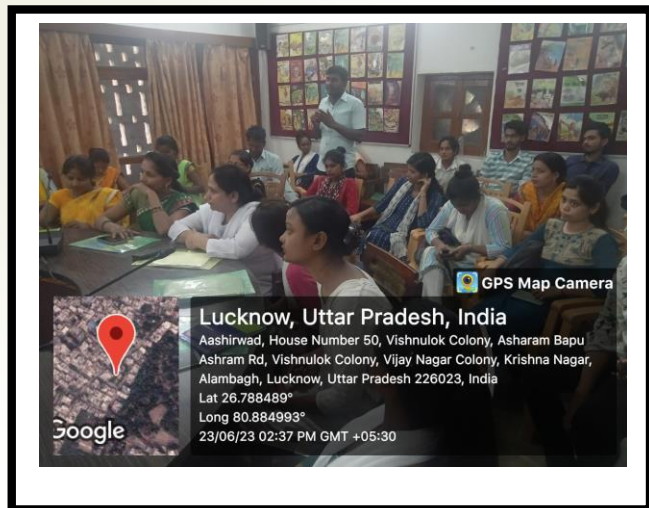 GPS Map Camera
Lucknow, Uttar Pradesh, India
Aashirwad, House Number 50, Vishnulok Colony, Asharam Bapu
Ashram Rd, Vishnulok Colony, Vijay Nagar Colony, Krishna Nagar,
Alambagh, Lucknow, Uttar Pradesh 226023, India
Lat 26.788489°
Long 80.884993°
23/06/23 02:37 PM GMT +05:30
Google